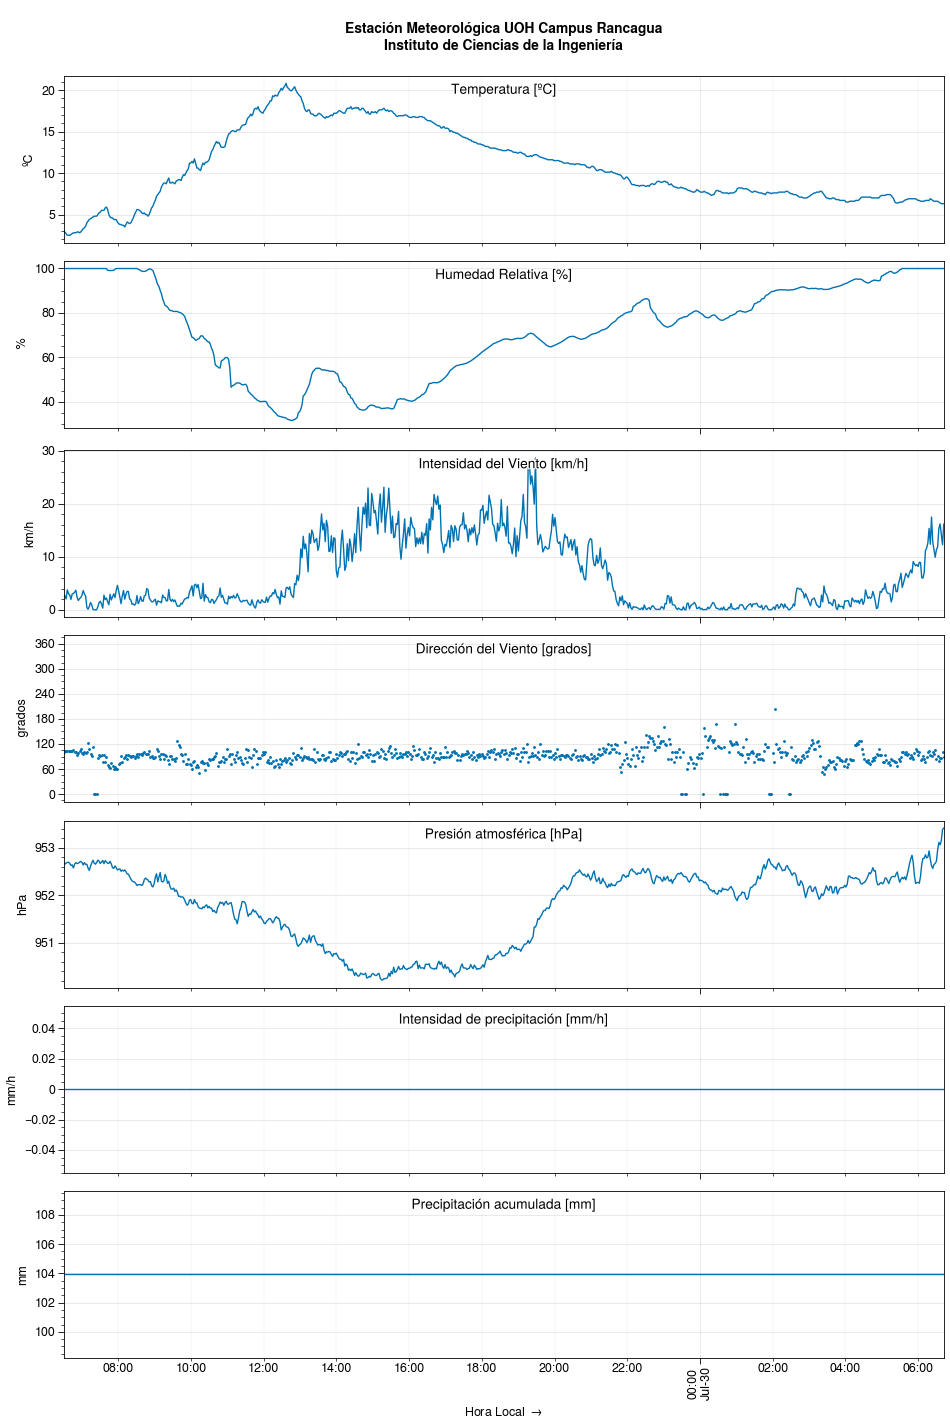 Estación Meteorológica UOH Campus Rancagua
Instituto de Ciencias de la Ingeniería
Temperatura [ºC]
ºC
20
15
10
5
Humedad Relativa [%]
%
100
80
60
40
Intensidad del Viento [km/h]
km/h
30
20
10
0
Dirección del Viento [grados]
grados
360
300
240
180
120
60
0
Presión atmosférica [hPa]
hPa
953
952
951
Intensidad de precipitación [mm/h]
mm/h
0.04
0.02
0
−0.02
−0.04
Precipitación acumulada [mm]
mm
108
106
104
102
100
08:00 10:00 12:00 14:00 16:00 18:00 20:00 22:00 00:00 02:00 04:00 06:00
Jul-30
Hora Local →